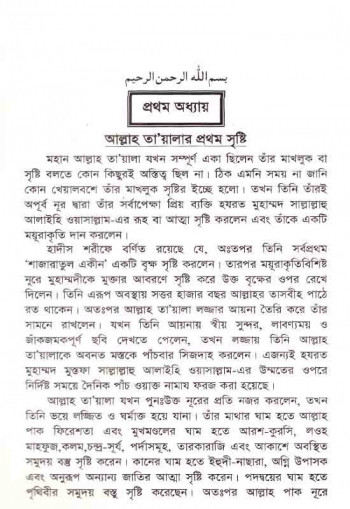 بسم الله الرحمن الرحيم
প্রথম অধ্যায়
আল্লাহ তা'য়ালার প্রথম সৃষ্টি
মহান আল্লাহ তা'য়ালা যখন সম্পূর্ণ একা ছিলেন তাঁর মাখলুক বা
সৃষ্টি বলতে কোন কিছুরই অস্তিত্ব ছিল না। ঠিক এমনি সময় না জানি
কোন খেয়ালবশে তাঁর মাখলুক সৃষ্টির ইচ্ছে হলো। তখন তিনি তাঁরই
অপূর্ব নূর দ্বারা তাঁর সর্বাপেক্ষা প্রিয় ব্যক্তি হযরত মুহাম্মদ সাল্লাল্লাহু
আলাইহি ওয়াসাল্লাম-এর রূহ বা আত্মা সৃষ্টি করলেন এবং তাঁকে একটি
ময়ূরাকৃতি দান করলেন।
হাদীস শরীফে বর্ণিত রয়েছে যে, অতঃপর তিনি সর্বপ্রথম
'শাজারাতুল একীন' একটি বৃক্ষ সৃষ্টি করলেন। তারপর ময়ূরাকৃতিবিশিষ্ট
নূরে মুহাম্মদীকে মুক্তার আবরণে সৃষ্টি করে উক্ত বৃক্ষের ওপর রেখে
দিলেন। তিনি এরূপ অবস্থায় সত্তর হাজার বছর আল্লাহর তাসবীহ পাঠে
রত থাকেন। অতঃপর আল্লাহ তা'য়ালা লজ্জার আয়না তৈরি করে তাঁর
সামনে রাখলেন। যখন তিনি আয়নায় স্বীয় সুন্দর, লাবণ্যময় ও
জাঁকজমকপূর্ণ ছবি দেখতে পেলেন, তখন লজ্জায় তিনি আল্লাহ
তা'য়ালাকে অবনত মস্তকে পাঁচবার সিজদাহ করলেন। এজন্যই হযরত
মুহাম্মদ মুস্তফা সাল্লাল্লাহু আলাইহি ওয়াসাল্লাম-এর উম্মতের ওপরে
নির্দিষ্ট সময়ে দৈনিক পাঁচ ওয়াক্ত নামায ফরজ করা হয়েছে।
আল্লাহ তা'য়ালা যখন পুনঃউক্ত নূরের প্রতি নজর করলেন, তখন
তিনি ভয়ে লজ্জিত ও ঘর্মাক্ত হয়ে যানা। তাঁর মাথার ঘাম হতে আল্লাহ
পাক ফিরেশতা এবং মুখমণ্ডলের ঘাম হতে আরশ-কুরসি, লওহ
মাহফুজ,কলম,চন্দ্র-সূর্য, পর্দাসমূহ, তারকারাজি এবং আকাশে অবস্থিত
সমুদয় বস্তু সৃষ্টি করেন। কানের ঘাম হতে ইহুদী-নাছারা, অগ্নি উপাসক
এবং অনুরূপ অন্যান্য জাতির আত্মা সৃষ্টি করেন। পদদ্বয়ের ঘাম হতে
পৃথিবীর সমুদয় বস্তু সৃষ্টি করেছেন। অতঃপর আল্লাহ পাক নূরে